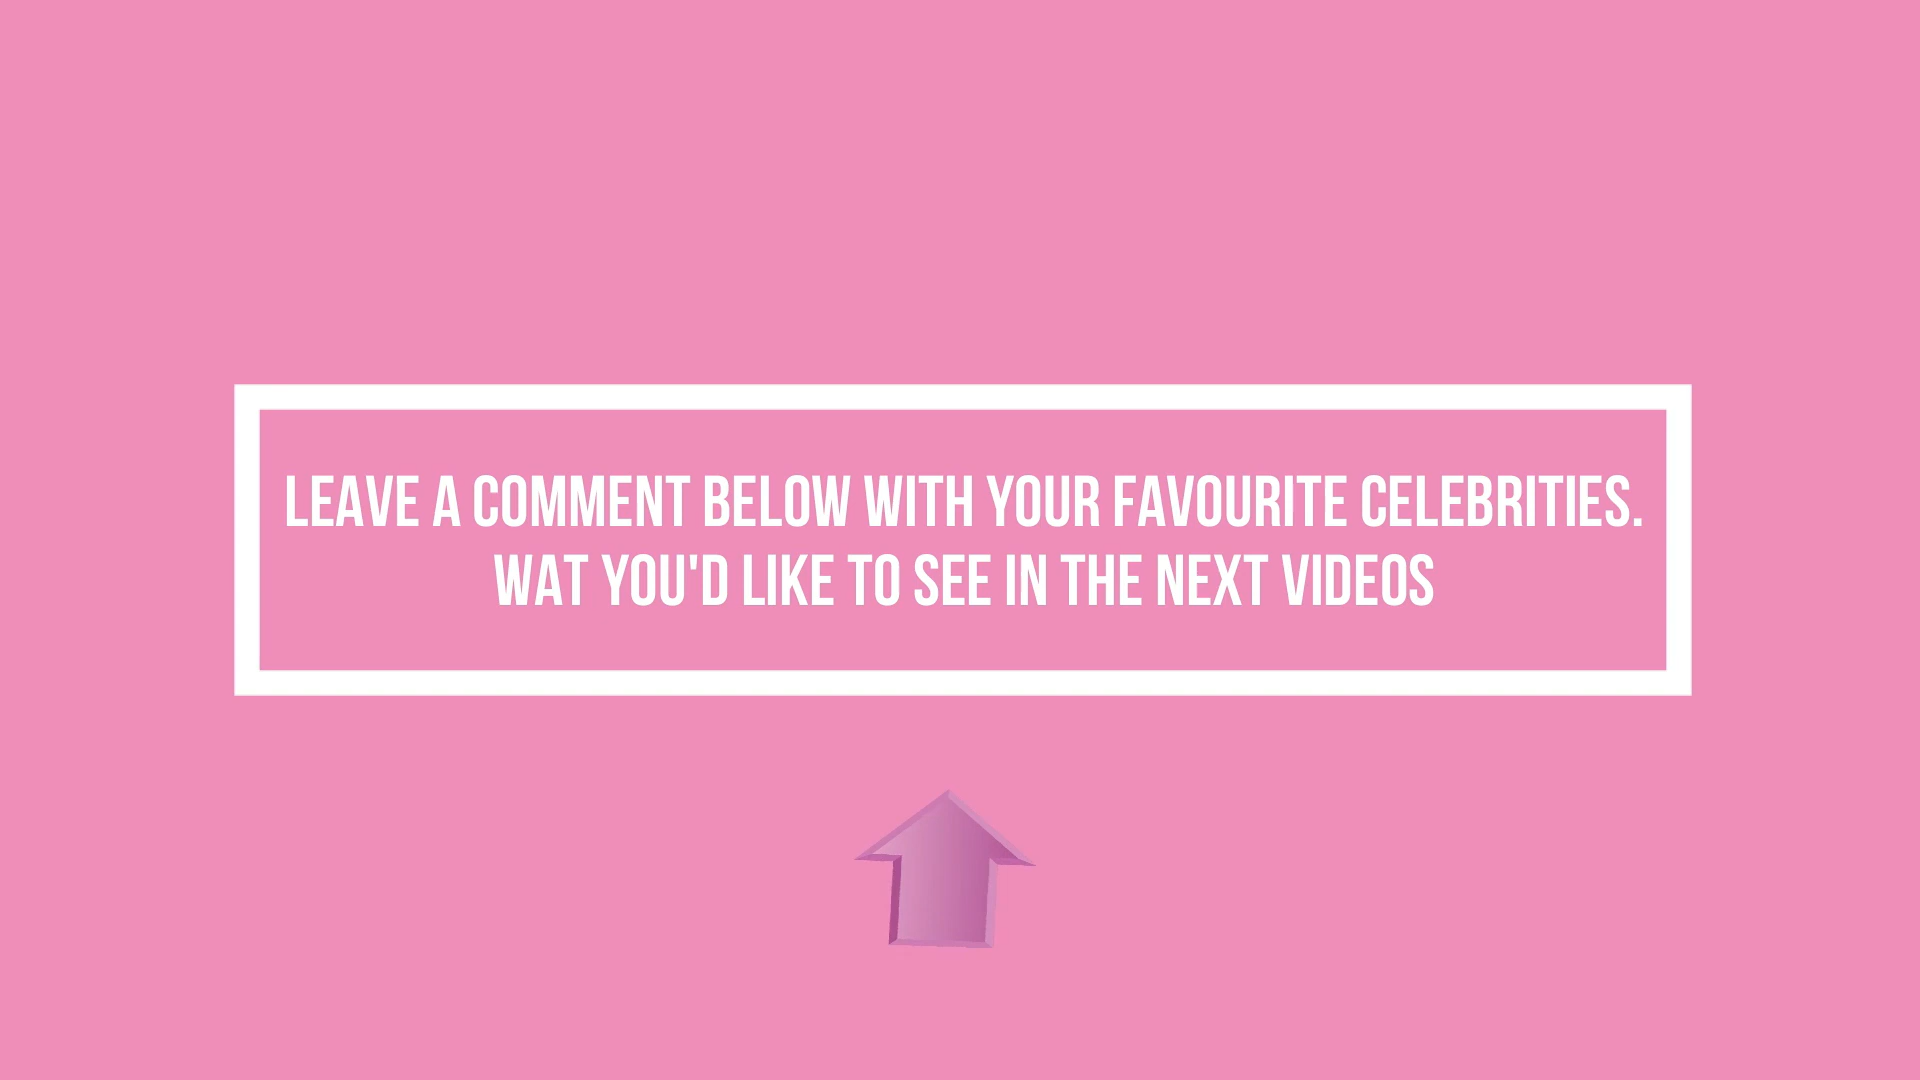 LEAVE A COMMENT BELOW WITH YOUR FAVOURITE CELEBRITIES.
WAT YOU'D LIKE TO SEE IN THE NEXT VIDEOS